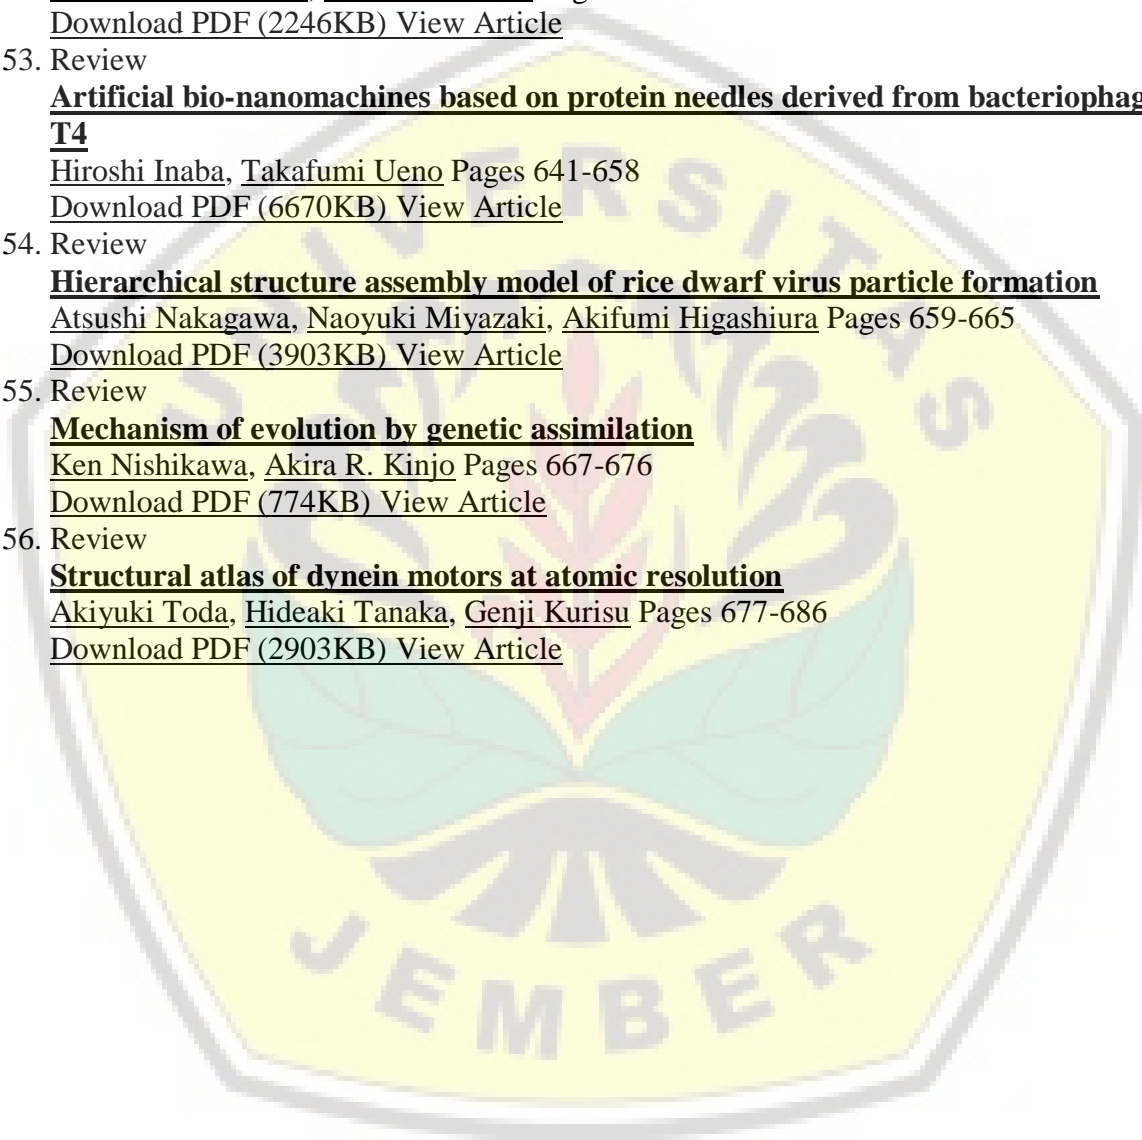 Download PDF (2246KB) View Article
53. Review
Artificial bio-nanomachines based on protein needles derived from bacteriophag
T4
Hiroshi Inaba, Takafumi Ueno Pages 641-658
Download PDF (6670KB) View Article
54. Review
Hierarchical structure assembly model of rice dwarf virus particle formation
Atsushi Nakagawa, Naoyuki Miyazaki, Akifumi Higashiura Pages 659-665
Download PDF (3903KB) View Article
55. Review
Mechanism of evolution by genetic assimilation
Ken Nishikawa, Akira R. Kinjo Pages 667-676
Download PDF (774KB) View Article
56. Review
Structural atlas of dynein motors at atomic resolution
Akiyuki Toda, Hideaki Tanaka, Genji Kurisu Pages 677-686
Download PDF (2903KB) View Article
UNIVERSITAS
JEMBER